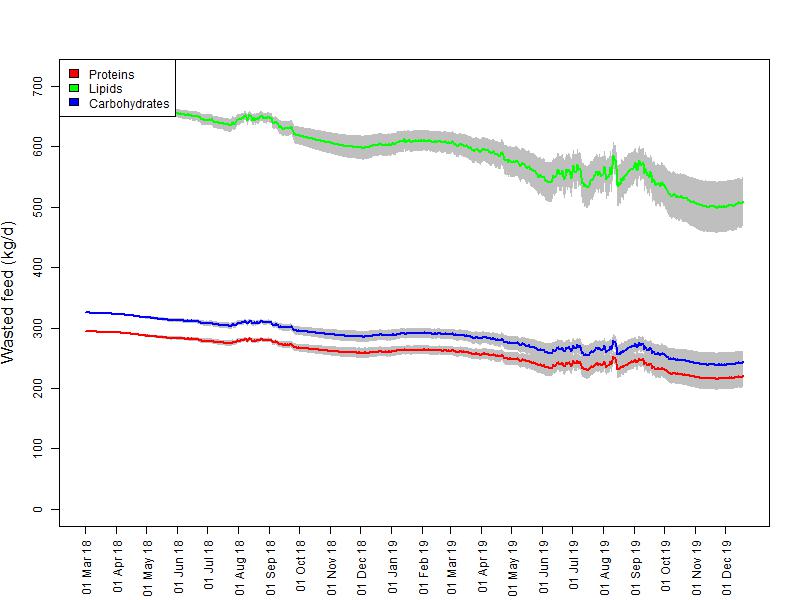 Proteins
Lipids
Carbohydrates
Wasted feed (kg/d)
700
600
500
400
300
200
100
0
01 Mar 18
01 Apr 18
01 May 18
01 Jun 18
01 Jul 18
01 Aug 18
01 Sep 18
01 Oct 18
01 Nov 18
01 Dec 18
01 Jan 19
01 Feb 19
01 Mar 19
01 Apr 19
01 May 19
01 Jun 19
01 Jul 19
01 Aug 19
01 Sep 19
01 Oct 19
01 Nov 19
01 Dec 19